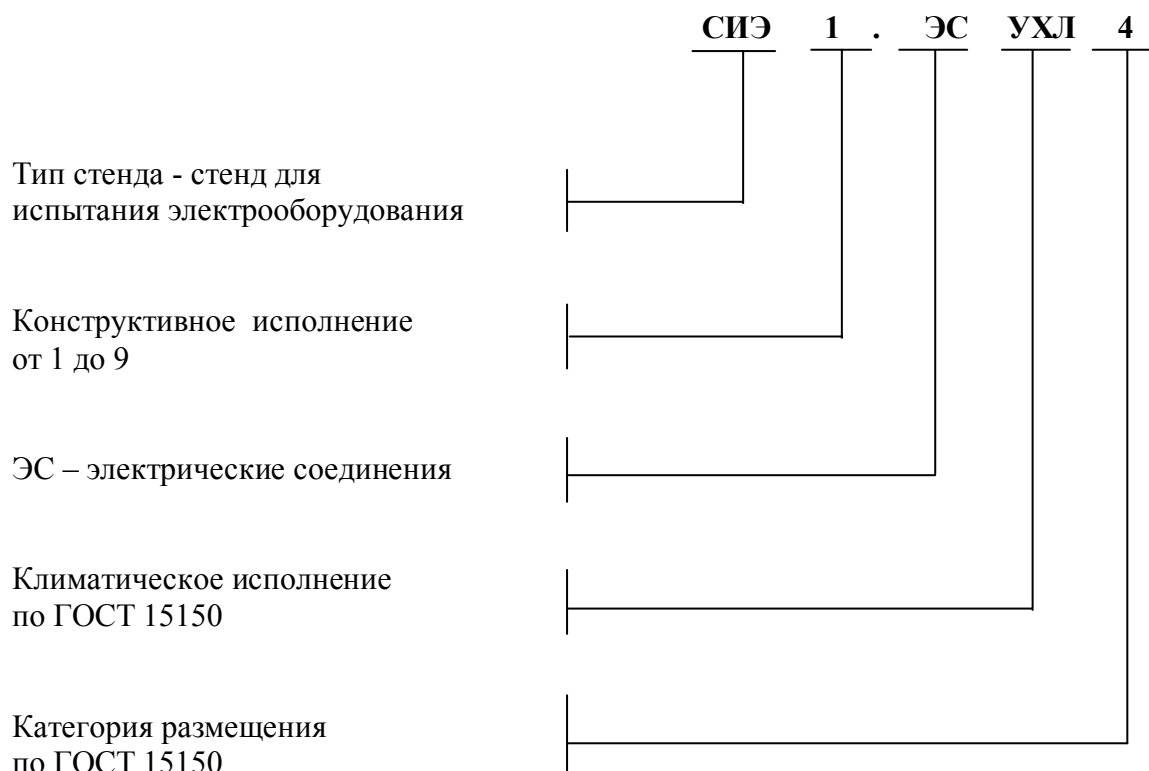 СИЭ 1 . ЭС УХЛ 4
Тип стенда - стенд для
испытания электрооборудования
Конструктивное исполнение
от 1 до 9
ЭС – электрические соединения
Климатическое исполнение
по ГОСТ 15150
Категория размещения
по ГОСТ 15150